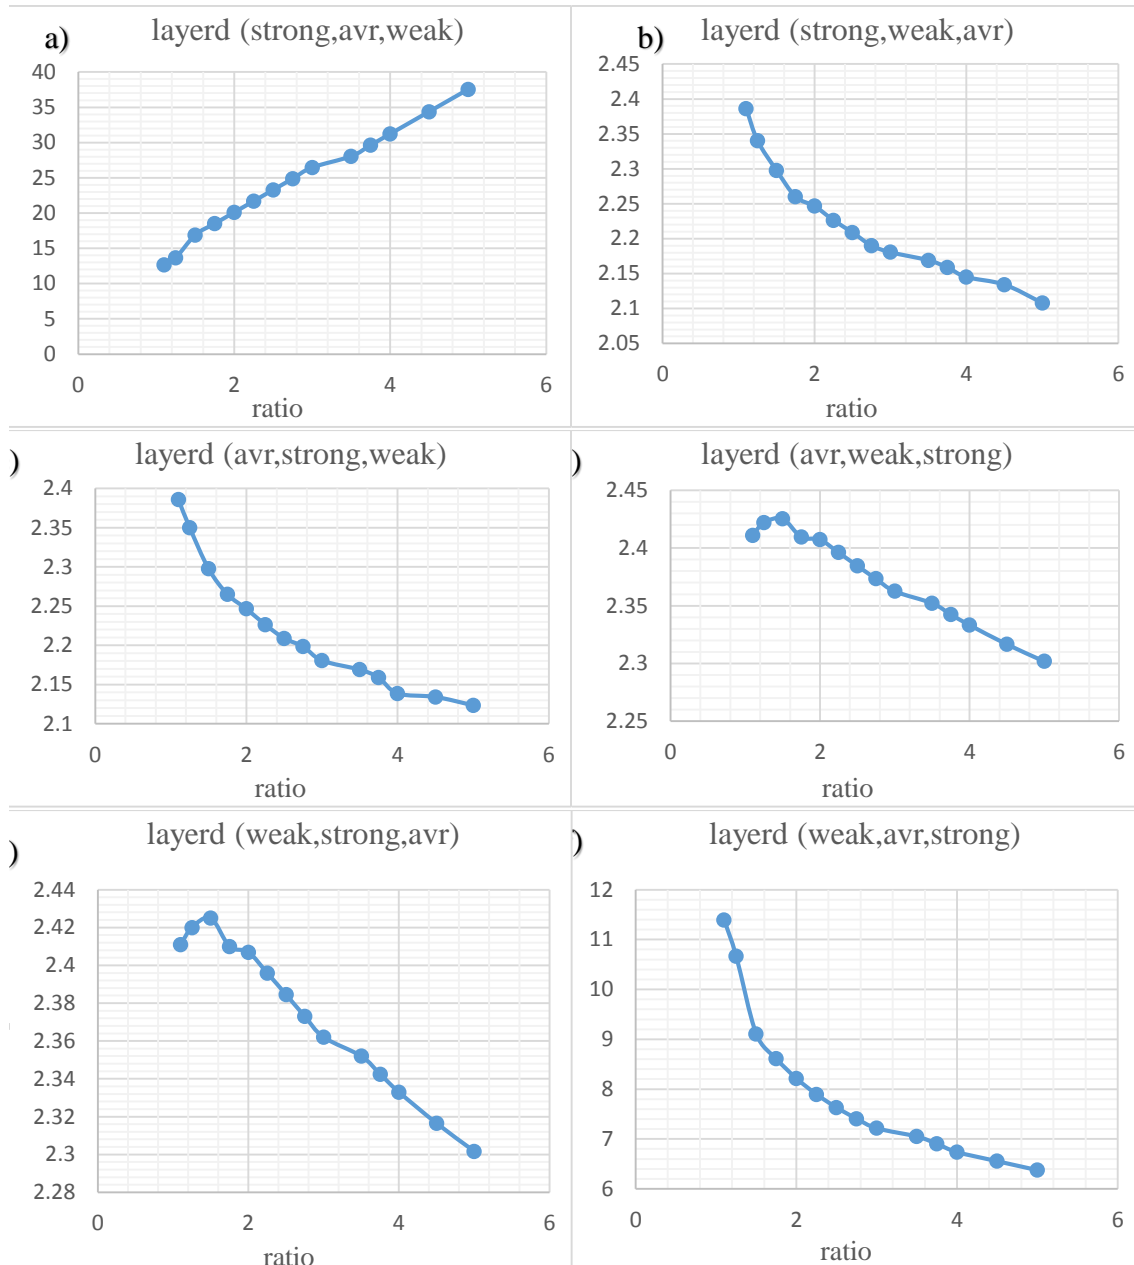 a)
layerd (strong,avr,weak)
40
35
30
25
20
15
10
5
0
0 2 4 6
ratio
b)
layerd (strong,weak,avr)
2.45
2.4
2.35
2.3
2.25
2.2
2.15
2.1
2.05
0 2 4 6
ratio
)
layerd (avr,strong,weak)
2.4
2.35
2.3
2.25
2.2
2.15
2.1
0 2 4 6
ratio
)
layerd (avr,weak,strong)
2.45
2.4
2.35
2.3
2.25
0 2 4 6
ratio
)
layerd (weak,strong,avr)
2.44
2.42
2.4
2.38
2.36
2.34
2.32
2.3
2.28
0 2 4 6
ratio
)
layerd (weak,avr,strong)
12
11
10
9
8
7
6
0 2 4 6
ratio